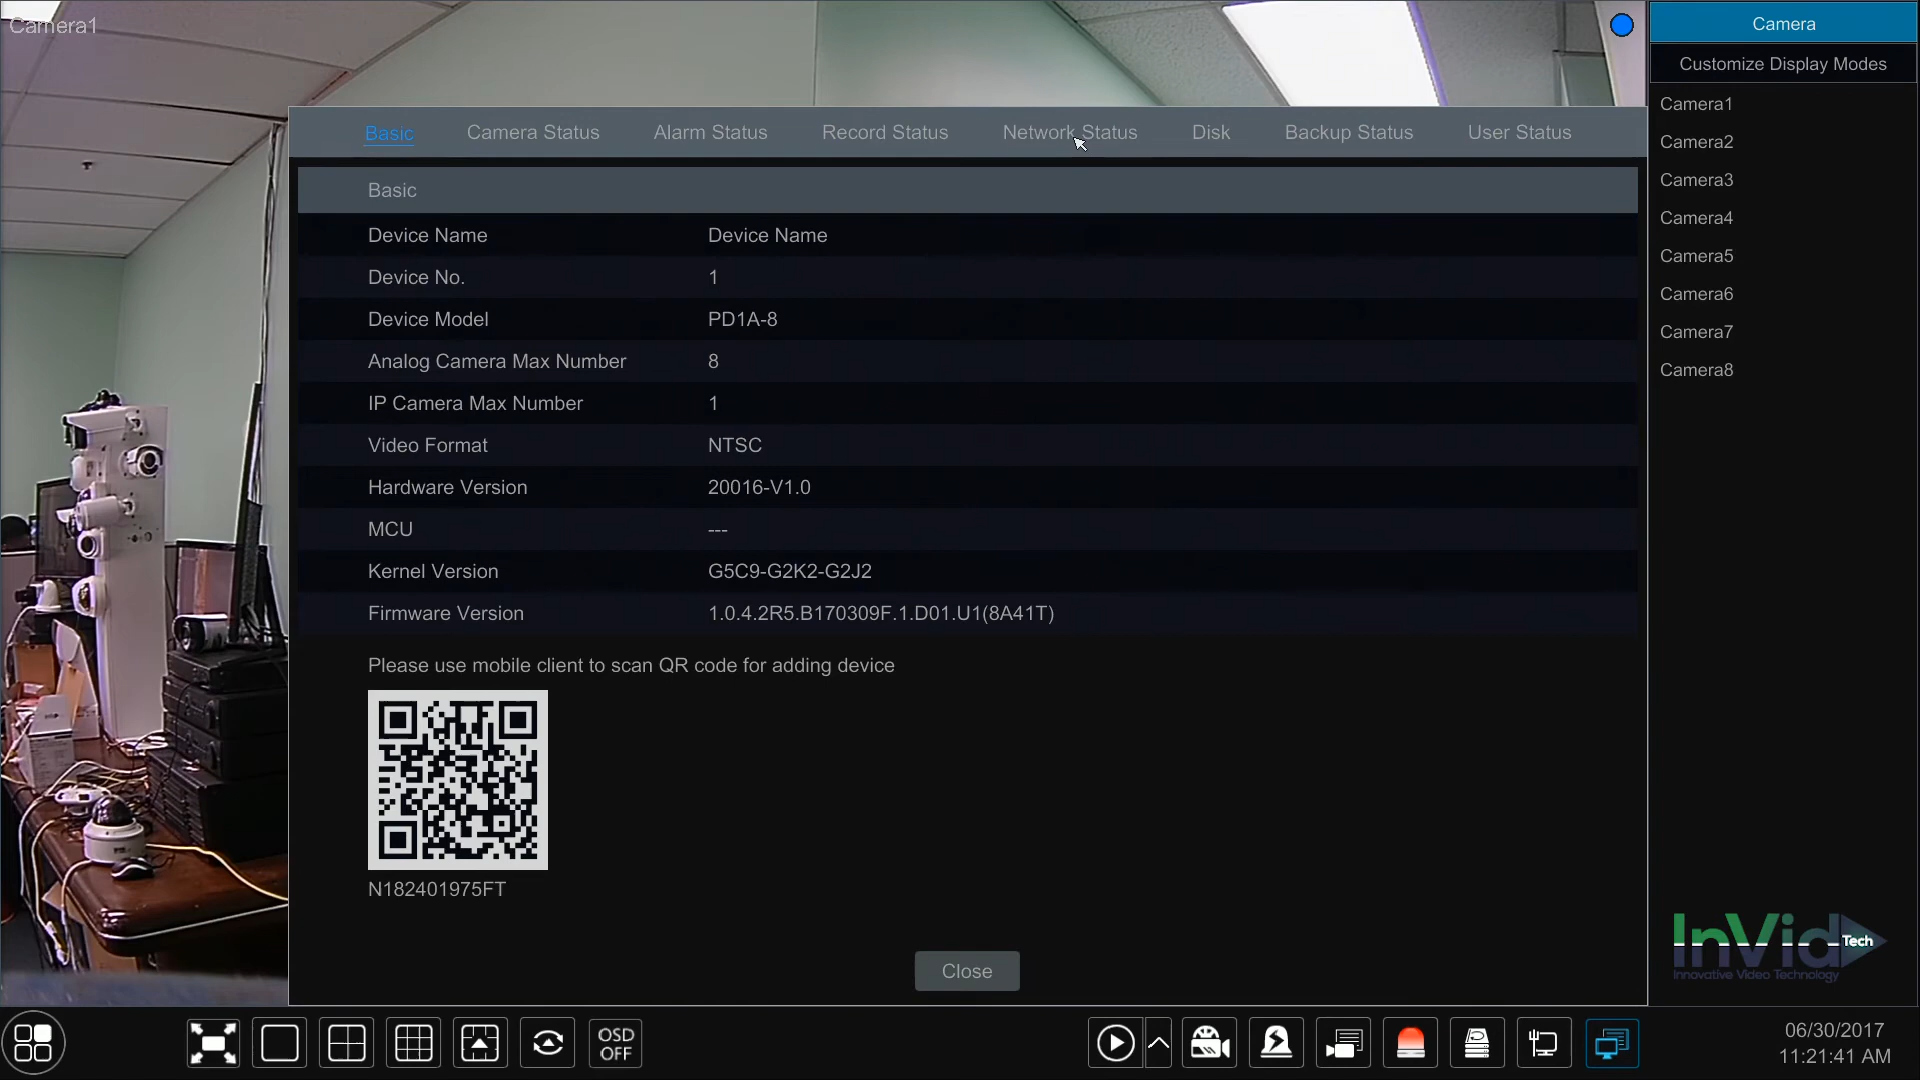 Camera1
Camera
Customize Display Modes
Camera1
Camera2
Camera3
Camera4
Camera5
Camera6
Camera7
Camera8
Basic Camera Status Alarm Status Record Status Network Status Disk Backup Status User Status
Basic
Device Name Device Name
Device No. 1
Device Model PD1A-8
Analog Camera Max Number 8
IP Camera Max Number 1
Video Format NTSC
Hardware Version 20016-V1.0
MCU ---
Kernel Version G5C9-G2K2-G2J2
Firmware Version 1.0.4.2R5.B170309F.1.D01.U1(8A41T)
Please use mobile client to scan QR code for adding device
N182401975FT
Close
InVid Tech
Innovative Video Technology
OSD
OFF
06/30/2017
11:21:41 AM